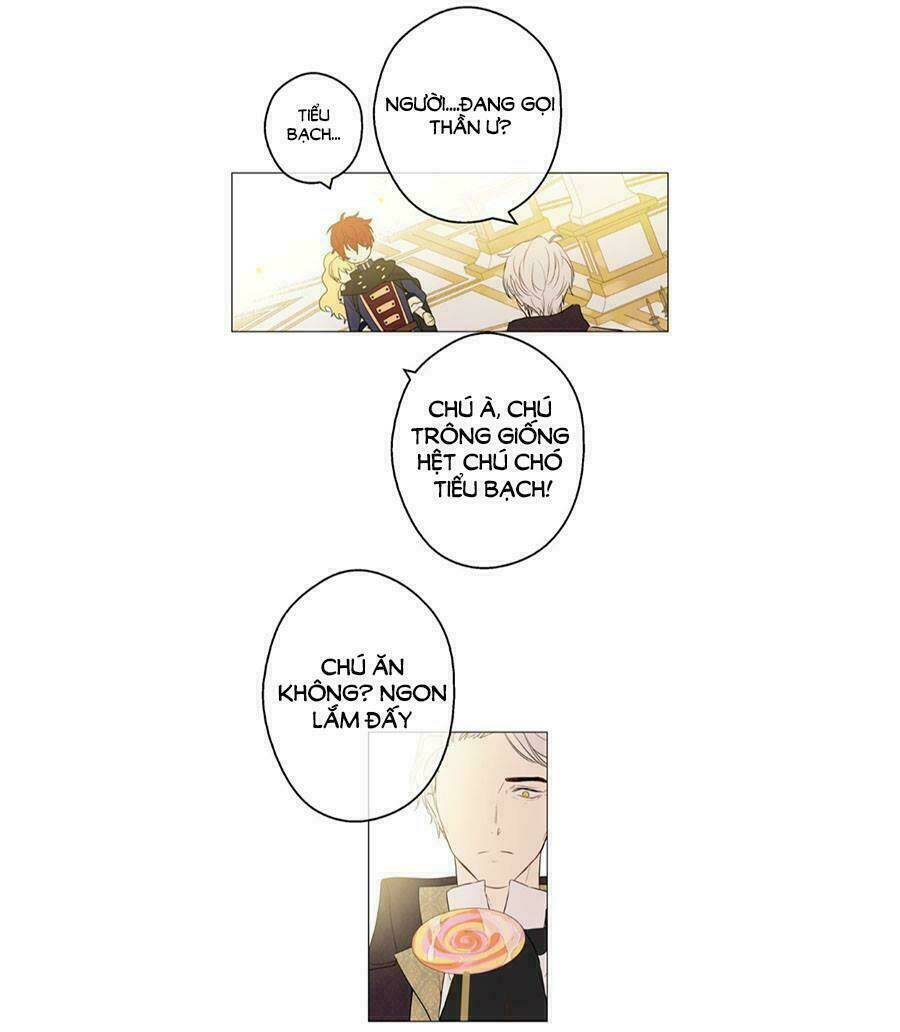 TIỂU
BẠCH...
NGƯỜI....ĐANG GỌI
THẦN Ư?
CHÚ À, CHÚ
TRÔNG GIỐNG
HỆT CHÚ CHÓ
TIỂU BẠCH!
CHÚ ĂN
KHÔNG? NGON
LẮM ĐẤY